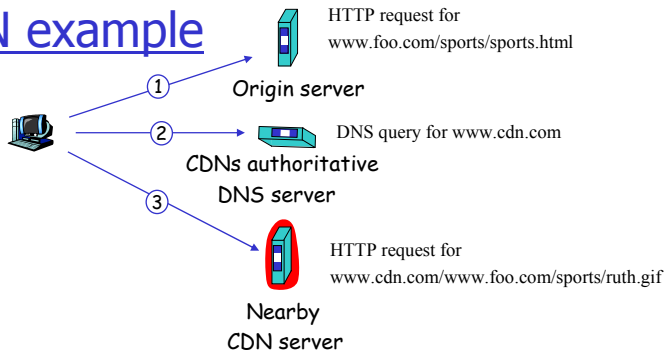 N example
HTTP request for
www.foo.com/sports/sports.html
1
Origin server
2
DNS query for www.cdn.com
CDNs authoritative
DNS server
3
HTTP request for
www.cdn.com/www.foo.com/sports/ruth.gif
Nearby
CDN server